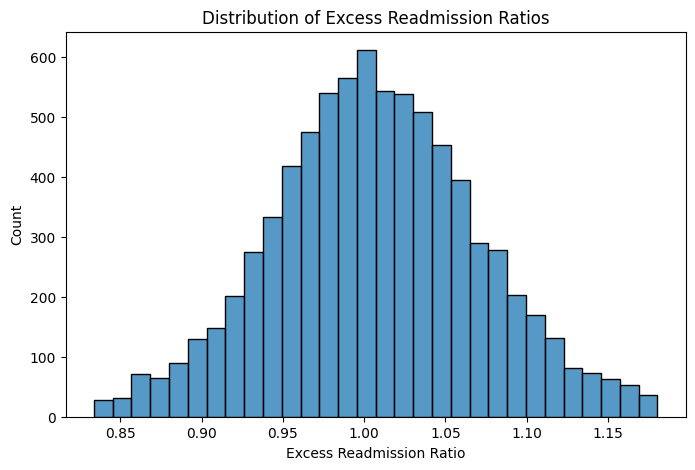 Distribution of Excess Readmission Ratios
600
500
400
300
200
100
0
Count
0.85 0.90 0.95 1.00 1.05 1.10 1.15
Excess Readmission Ratio